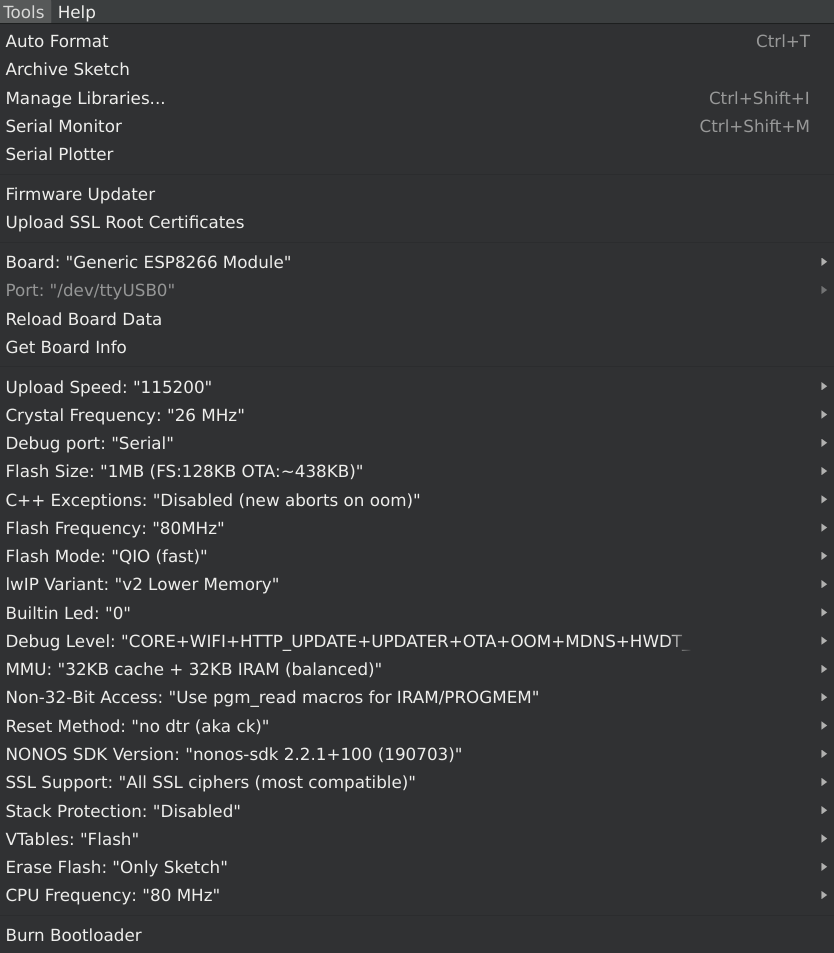 Tools Help
Auto Format Ctrl+T
Archive Sketch
Manage Libraries... Ctrl+Shift+I
Serial Monitor Ctrl+Shift+M
Serial Plotter
Firmware Updater
Upload SSL Root Certificates
Board: "Generic ESP8266 Module"
Port: "/dev/ttyUSB0"
Reload Board Data
Get Board Info
Upload Speed: "115200"
Crystal Frequency: "26 MHz"
Debug port: "Serial"
Flash Size: "1MB (FS:128KB OTA:~438KB)"
C++ Exceptions: "Disabled (new aborts on oom)"
Flash Frequency: "80MHz"
Flash Mode: "QIO (fast)"
lwIP Variant: "v2 Lower Memory"
Builtin Led: "0"
Debug Level: "CORE+WIFI+HTTP_UPDATE+UPDATER+OTA+OOM+MDNS+HWDT_
MMU: "32KB cache + 32KB IRAM (balanced)"
Non-32-Bit Access: "Use pgm_read macros for IRAM/PROGMEM"
Reset Method: "no dtr (aka ck)"
NONOS SDK Version: "nonos-sdk 2.2.1+100 (190703)"
SSL Support: "All SSL ciphers (most compatible)"
Stack Protection: "Disabled"
VTables: "Flash"
Erase Flash: "Only Sketch"
CPU Frequency: "80 MHz"
Burn Bootloader